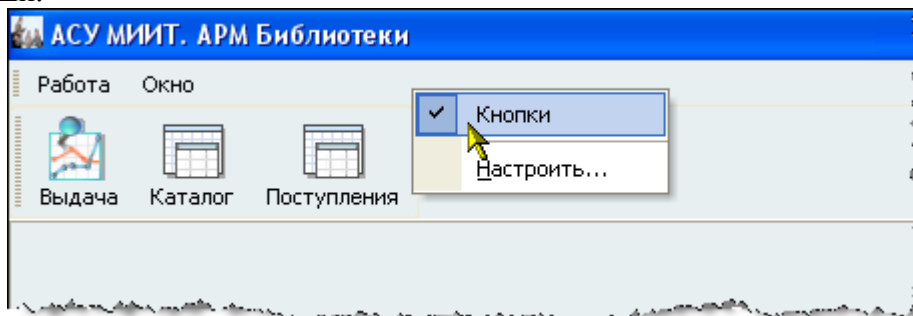 АСУ МИИТ. АРМ Библиотеки
Работа Окно
Кнопки
Настроить...
Выдача Каталог Поступления